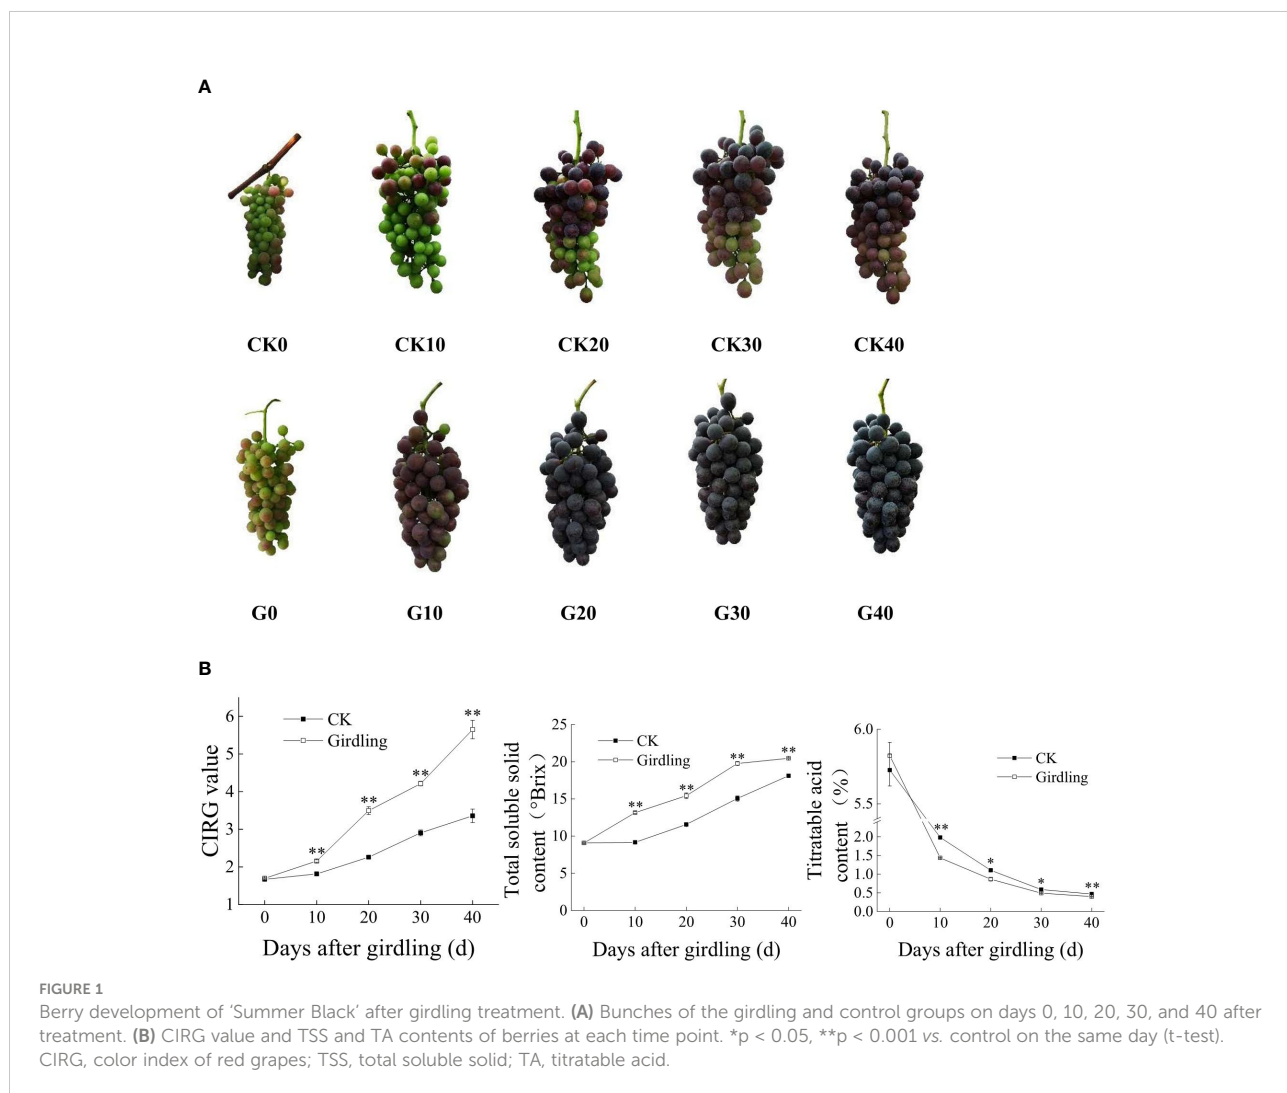 A
CK0 CK10 CK20 CK30 CK40
G0 G10 G20 G30 G40
B
CIRG value
6
5
4
3
2
1
CK
Girdling
** ** ** **
0 10 20 30 40
Days after girdling (d)
Total soluble solid
content（°Brix）
25
20
15
10
5
0
CK
Girdling
** ** ** **
0 10 20 30 40
Days after girdling (d)
Titratable acid
content（%）
6.0
5.5
2.0
1.5
1.0
0.5
0.0
CK
Girdling
** * * **
0 10 20 30 40
Days after girdling (d)
FIGURE 1
Berry development of ‘Summer Black’ after girdling treatment. (A) Bunches of the girdling and control groups on days 0, 10, 20, 30, and 40 after
treatment. (B) CIRG value and TSS and TA contents of berries at each time point. *p < 0.05, **p < 0.001 vs. control on the same day (t-test).
CIRG, color index of red grapes; TSS, total soluble solid; TA, titratable acid.